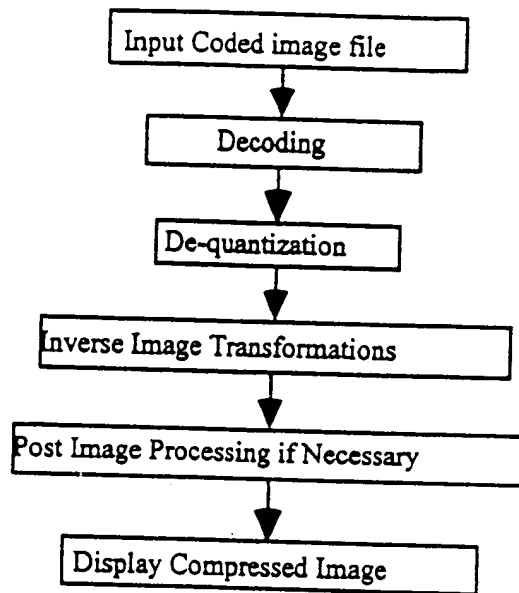 Input Coded image file
Decoding
De-quantization
Inverse Image Transformations
Post Image Processing if Necessary
Display Compressed Image